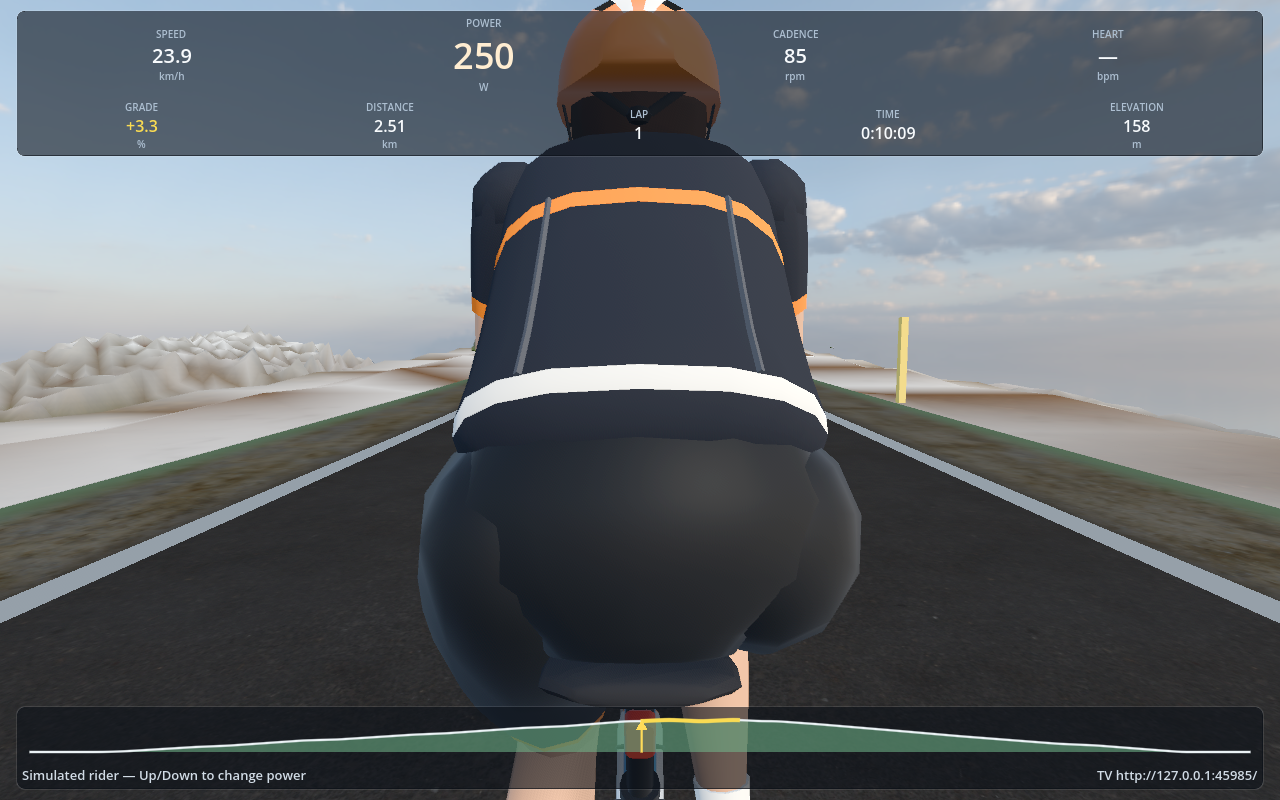 SPEED
23.9
km/h
POWER
250
W
CADENCE
85
rpm
HEART
—
bpm
GRADE
+3.3
%
DISTANCE
2.51
km
LAP
1
TIME
0:10:09
ELEVATION
158
m
Simulated rider — Up/Down to change power
TV http://127.0.0.1:45985/